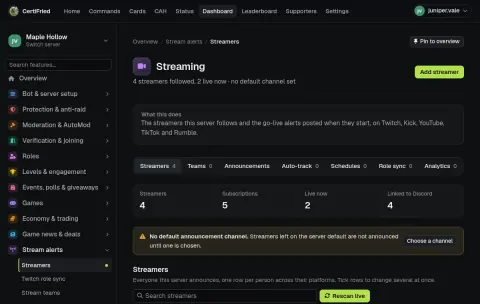 CertiFried
Home
Commands
Cards
CAH
Status
Dashboard
Leaderboard
Supporters
Settings
JV
juniper.vale
JV
Maple Hollow
Switch server
Search features...
Overview
Bot & server setup
Protection & anti-raid
Moderation & AutoMod
Verification & joining
Roles
Levels & engagement
Events, polls & giveaways
Games
Economy & trading
Game news & deals
Stream alerts
Streamers
Twitch role sync
Stream teams
Overview / Stream alerts / Streamers
Pin to overview
Streaming
4 streamers followed, 2 live now · no default channel set
Add streamer
What this does
The streamers this server follows and the go-live alerts posted when they start, on Twitch, Kick, YouTube,
TikTok and Rumble.
Streamers 4
Teams 0
Announcements
Auto-track 0
Schedules 0
Role sync 0
Analytics 0
Streamers
4
Subscriptions
5
Live now
2
Linked to Discord
4
No default announcement channel. Streamers left on the server default are not announced
until one is chosen.
Choose a channel
Streamers
Everyone this server announces, one row per person across their platforms. Tick rows to change several at once.
Search streamers
Rescan live